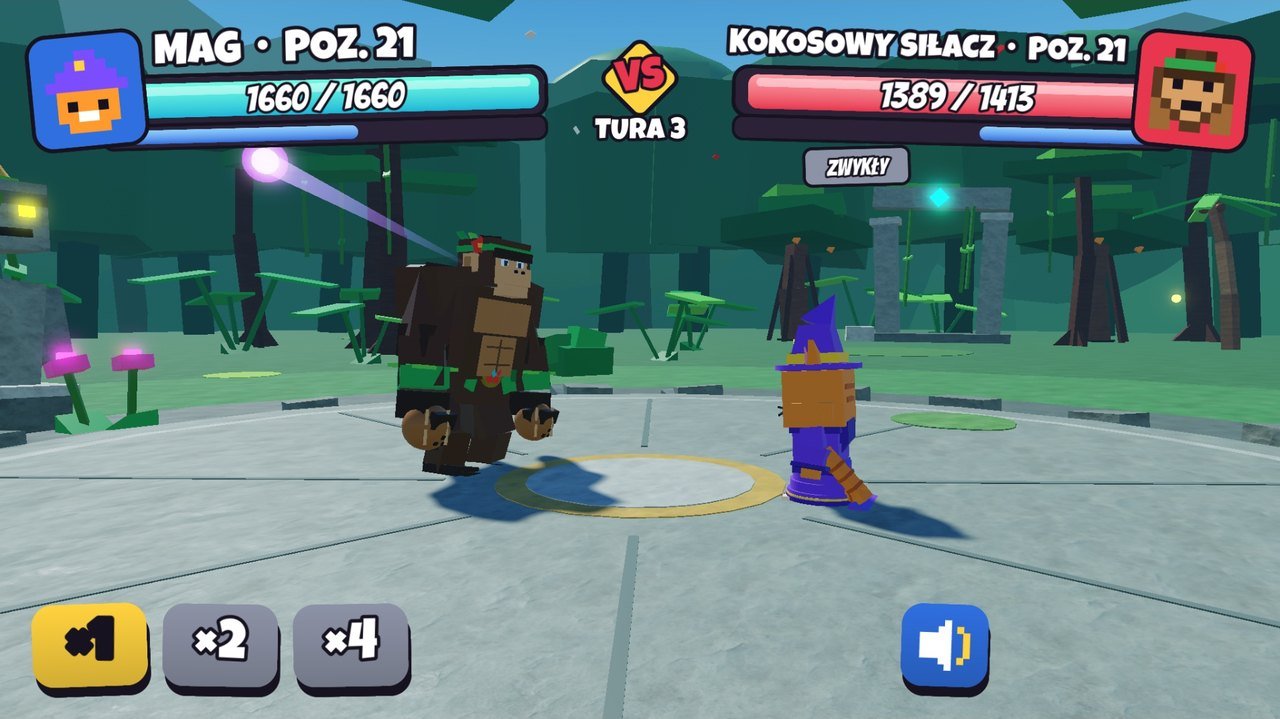 MAG • POZ. 21
1660 / 1660
VS
TURA 3
KOKOSOWY SIŁACZ • POZ. 21
1389 / 1413
ZWYKŁY
×1
×2
×4